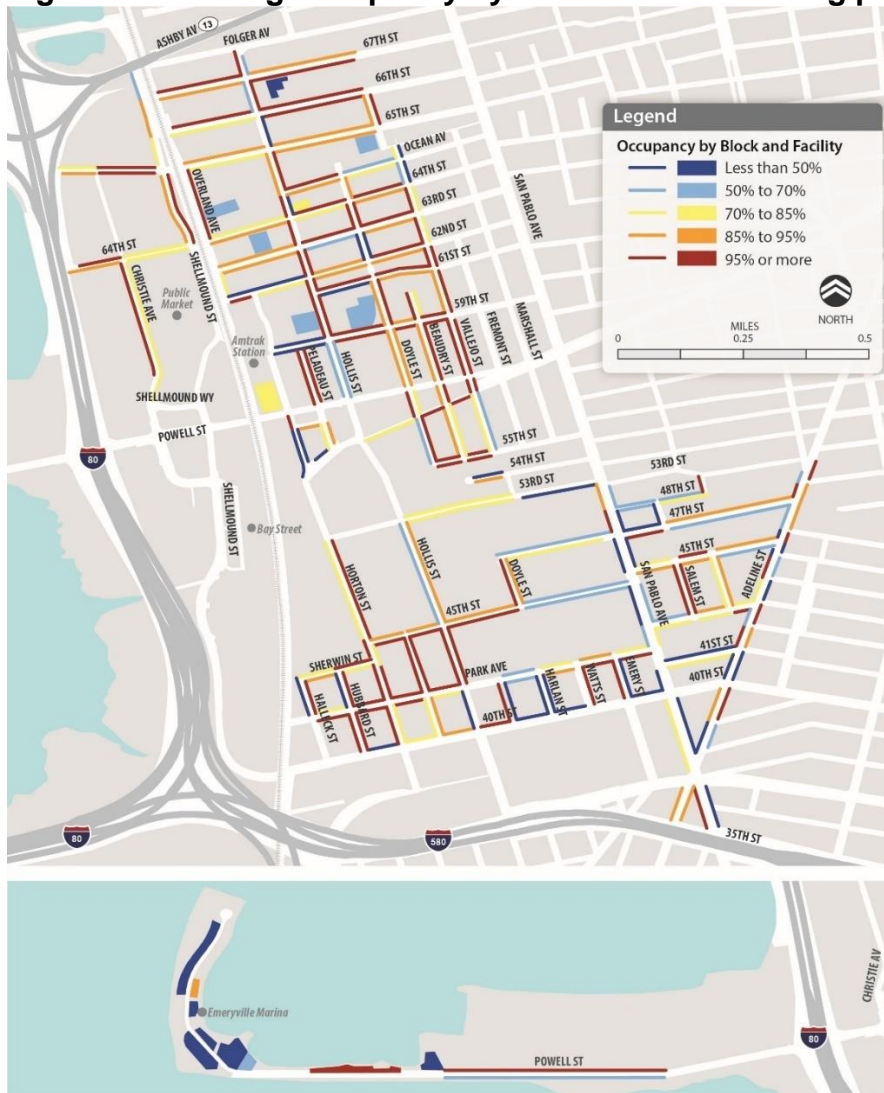 ASHBY AV 13
FOLGER AV
67TH ST
66TH ST
65TH ST
OCEAN AV
64TH ST
63RD ST
62ND ST
61ST ST
59TH ST
OVERLAND AVE
SHELLMOUND ST
64TH ST
CHRISTIE AVE
Public
Market
Amtrak
Station
SHELLMOUND WY
POWELL ST
PELADEAU ST
HOLLIS ST
DOYLE ST
BEAUDRY ST
VALLEJO ST
FREMONT ST
MARSHALL ST
SAN PABLO AVE
Legend
Occupancy by Block and Facility
Less than 50%
50% to 70%
70% to 85%
85% to 95%
95% or more
MILES
0 0.25 0.5
NORTH
55TH ST
54TH ST
53RD ST
53RD ST
48TH ST
47TH ST
45TH ST
80
SHELLMOUND ST
Bay Street
HORTON ST
HOLLIS ST
DOYLE ST
45TH ST
SAN PABLO AVE
SALEM ST
ADELINE ST
41ST ST
40TH ST
SHERWIN ST
PARK AVE
HALLECK ST
HUBBARD ST
40TH ST
HARLAN ST
WATTS ST
EMERY ST
80
580
35TH ST
Emeryville Marina
POWELL ST
80
CHRISTIE AV